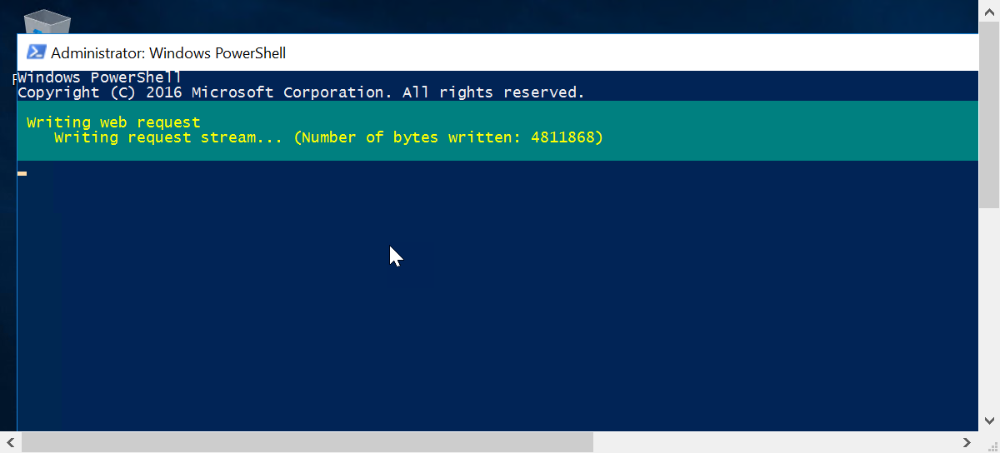 Administrator: Windows PowerShell
Windows PowerShell
Copyright (C) 2016 Microsoft Corporation. All rights reserved.
Writing web request
Writing request stream... (Number of bytes written: 4811868)